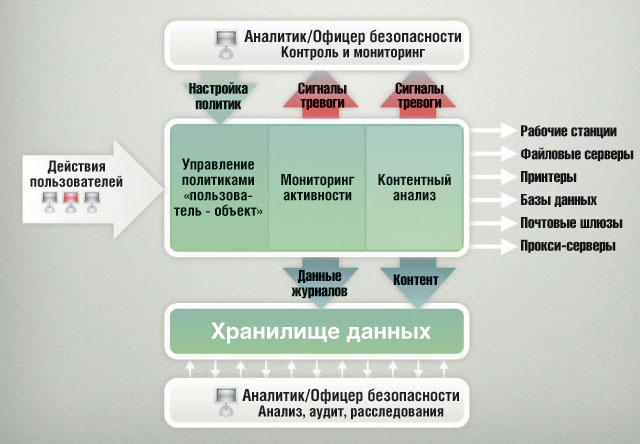 Аналитик/Офицер безопасности
Контроль и мониторинг
Настройка
политик
Сигналы
тревоги
Сигналы
тревоги
Действия
пользователей
Управление
политиками
«пользова-
тель - объект»
Мониторинг
активности
Контентный
анализ
Рабочие станции
Файловые серверы
Принтеры
Базы данных
Почтовые шлюзы
Прокси-серверы
Данные
журналов
Контент
Хранилище данных
Аналитик/Офицер безопасности
Анализ, аудит, расследования